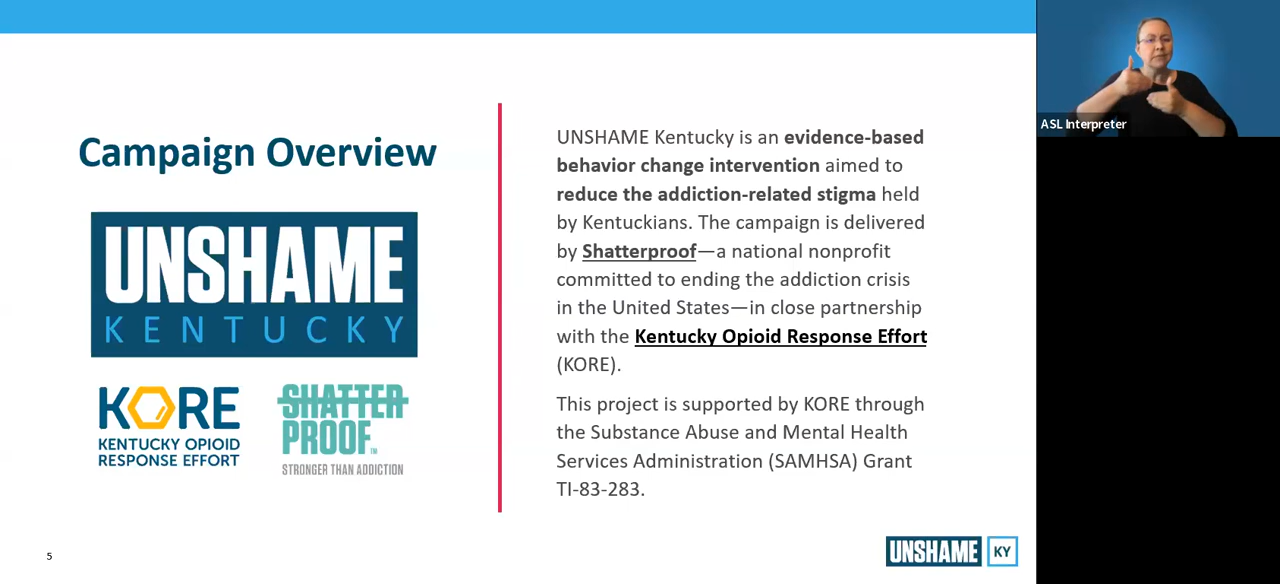 Campaign Overview
UNSHAME
KENTUCKY
KORE
KENTUCKY OPIOID
RESPONSE EFFORT
SHATTER
PROOF™
STRONGER THAN ADDICTION
UNSHAME Kentucky is an evidence-based
behavior change intervention aimed to
reduce the addiction-related stigma held
by Kentuckians. The campaign is delivered
by Shatterproof—a national nonprofit
committed to ending the addiction crisis
in the United States—in close partnership
with the Kentucky Opioid Response Effort
(KORE).
This project is supported by KORE through
the Substance Abuse and Mental Health
Services Administration (SAMHSA) Grant
TI-83-283.
5
UNSHAME KY
ASL Interpreter